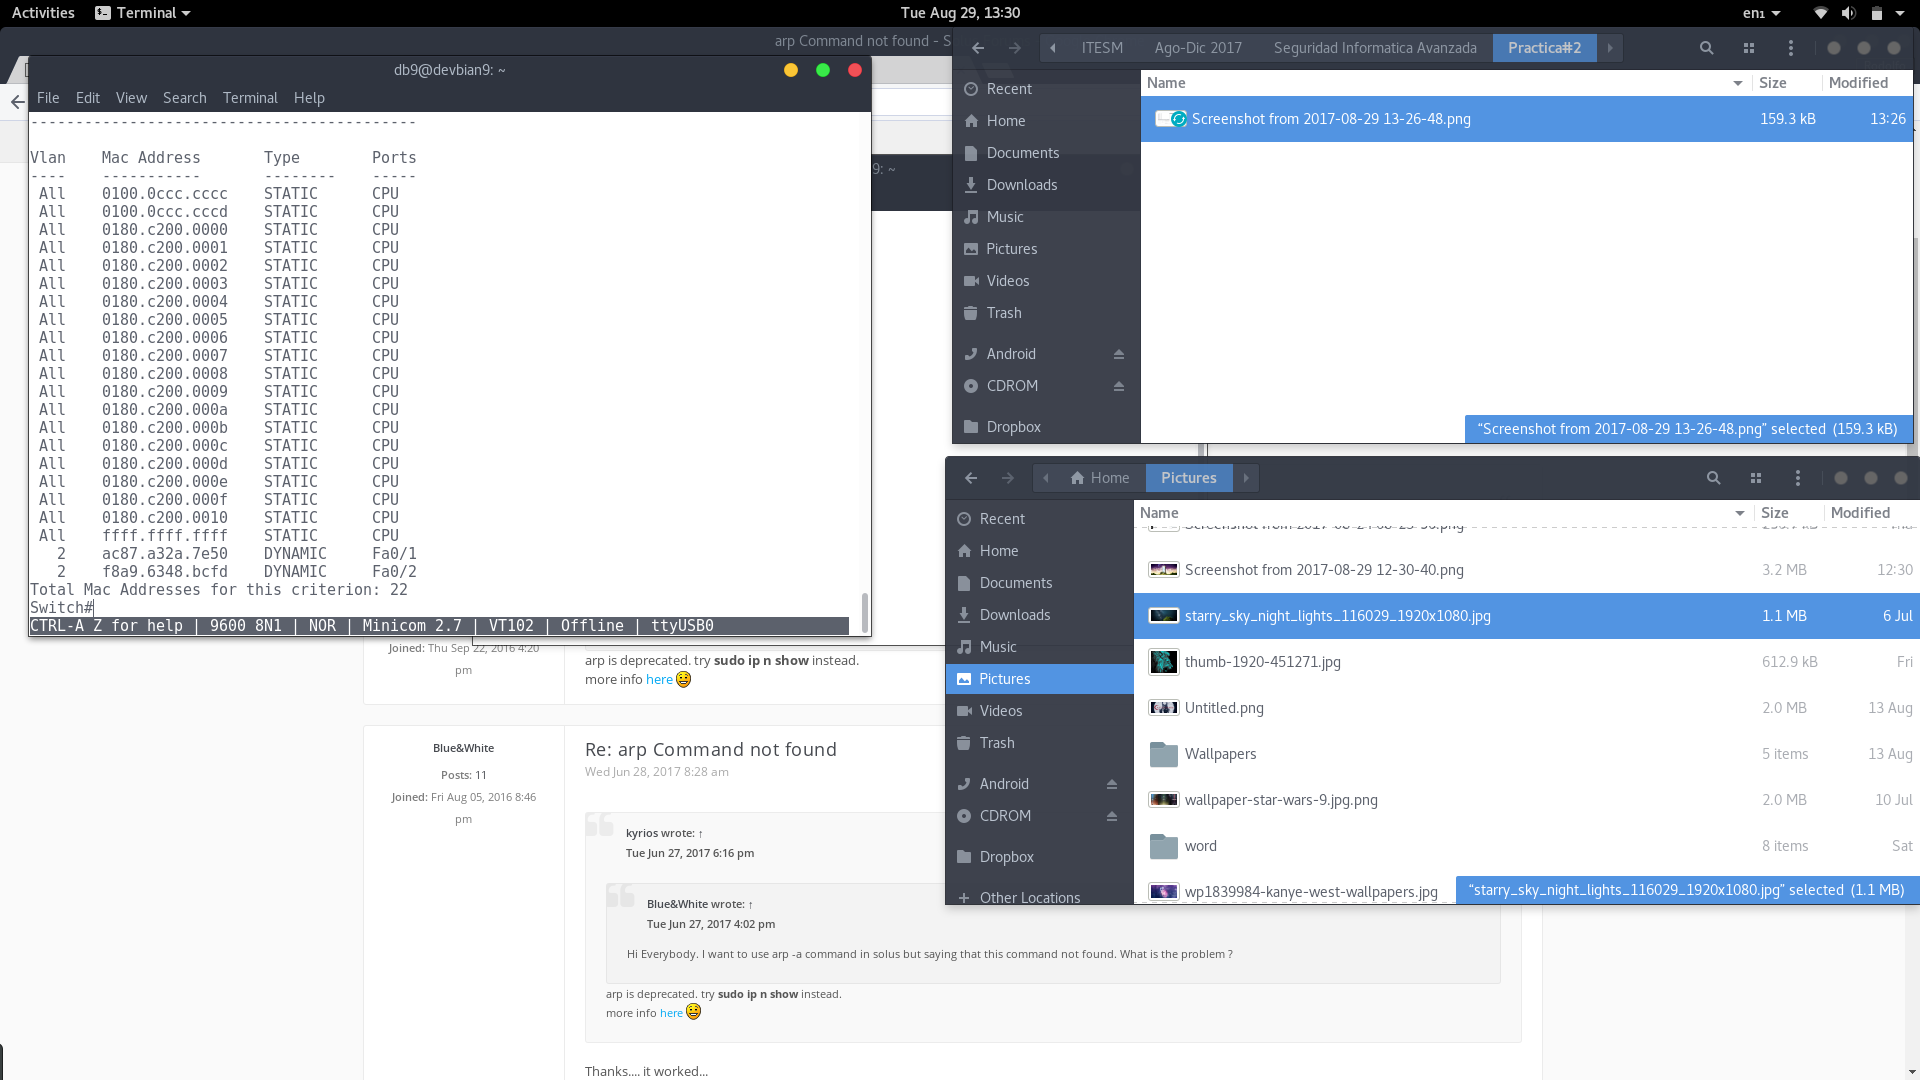 Activities
Terminal
Tue Aug 29, 13:30
en₁
arp Command not found - S
db9@devbian9: ~
File Edit View Search Terminal Help
-------------------------------------------
Vlan    Mac Address       Type        Ports
----    -----------       --------    -----
 All    0100.0ccc.cccc    STATIC      CPU
 All    0100.0ccc.cccd    STATIC      CPU
 All    0180.c200.0000    STATIC      CPU
 All    0180.c200.0001    STATIC      CPU
 All    0180.c200.0002    STATIC      CPU
 All    0180.c200.0003    STATIC      CPU
 All    0180.c200.0004    STATIC      CPU
 All    0180.c200.0005    STATIC      CPU
 All    0180.c200.0006    STATIC      CPU
 All    0180.c200.0007    STATIC      CPU
 All    0180.c200.0008    STATIC      CPU
 All    0180.c200.0009    STATIC      CPU
 All    0180.c200.000a    STATIC      CPU
 All    0180.c200.000b    STATIC      CPU
 All    0180.c200.000c    STATIC      CPU
 All    0180.c200.000d    STATIC      CPU
 All    0180.c200.000e    STATIC      CPU
 All    0180.c200.000f    STATIC      CPU
 All    0180.c200.0010    STATIC      CPU
 All    ffff.ffff.ffff    STATIC      CPU
   2    ac87.a32a.7e50    DYNAMIC     Fa0/1
   2    f8a9.6348.bcfd    DYNAMIC     Fa0/2
Total Mac Addresses for this criterion: 22
Switch#
CTRL-A Z for help | 9600 8N1 | NOR | Minicom 2.7 | VT102 | Offline | ttyUSB0
9: ~
ITESM Ago-Dic 2017 Seguridad Informatica Avanzada Practica#2
Recent
Home
Documents
Downloads
Music
Pictures
Videos
Trash
Android
CDROM
Dropbox
Name Size Modified
Screenshot from 2017-08-29 13-26-48.png 159.3 kB 13:26
“Screenshot from 2017-08-29 13-26-48.png” selected (159.3 kB)
Home Pictures
Recent
Home
Documents
Downloads
Music
Pictures
Videos
Trash
Android
CDROM
Dropbox
Other Locations
Name Size Modified
Screenshot from 2017-08-29 12-30-40.png 3.2 MB 12:30
starry_sky_night_lights_116029_1920x1080.jpg 1.1 MB 6 Jul
thumb-1920-451271.jpg 612.9 kB Fri
Untitled.png 2.0 MB 13 Aug
Wallpapers 5 items 13 Aug
wallpaper-star-wars-9.jpg.png 2.0 MB 10 Jul
word 8 items Sat
wp1839984-kanye-west-wallpapers.jpg
“starry_sky_night_lights_116029_1920x1080.jpg” selected (1.1 MB)
Joined: Thu Sep 22, 2016 4:20
pm
arp is deprecated. try sudo ip n show instead.
more info here
Blue&White
Posts: 11
Joined: Fri Aug 05, 2016 8:46
pm
Re: arp Command not found
Wed Jun 28, 2017 8:28 am
kyrios wrote: ↑
Tue Jun 27, 2017 6:16 pm
Blue&White wrote: ↑
Tue Jun 27, 2017 4:02 pm
Hi Everybody. I want to use arp -a command in solus but saying that this command not found. What is the problem ?
arp is deprecated. try sudo ip n show instead.
more info here
Thanks.... it worked...